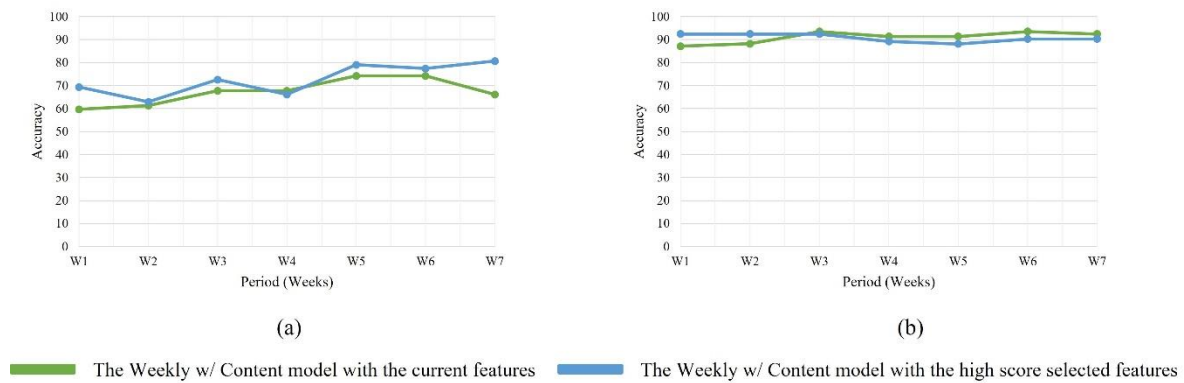 100
90
80
70
60
50
40
30
20
10
0
Accuracy
W1 W2 W3 W4 W5 W6 W7
Period (Weeks)
(a)
100
90
80
70
60
50
40
30
20
10
0
Accuracy
W1 W2 W3 W4 W5 W6 W7
Period (Weeks)
(b)
The Weekly w/ Content model with the current features
The Weekly w/ Content model with the high score selected features